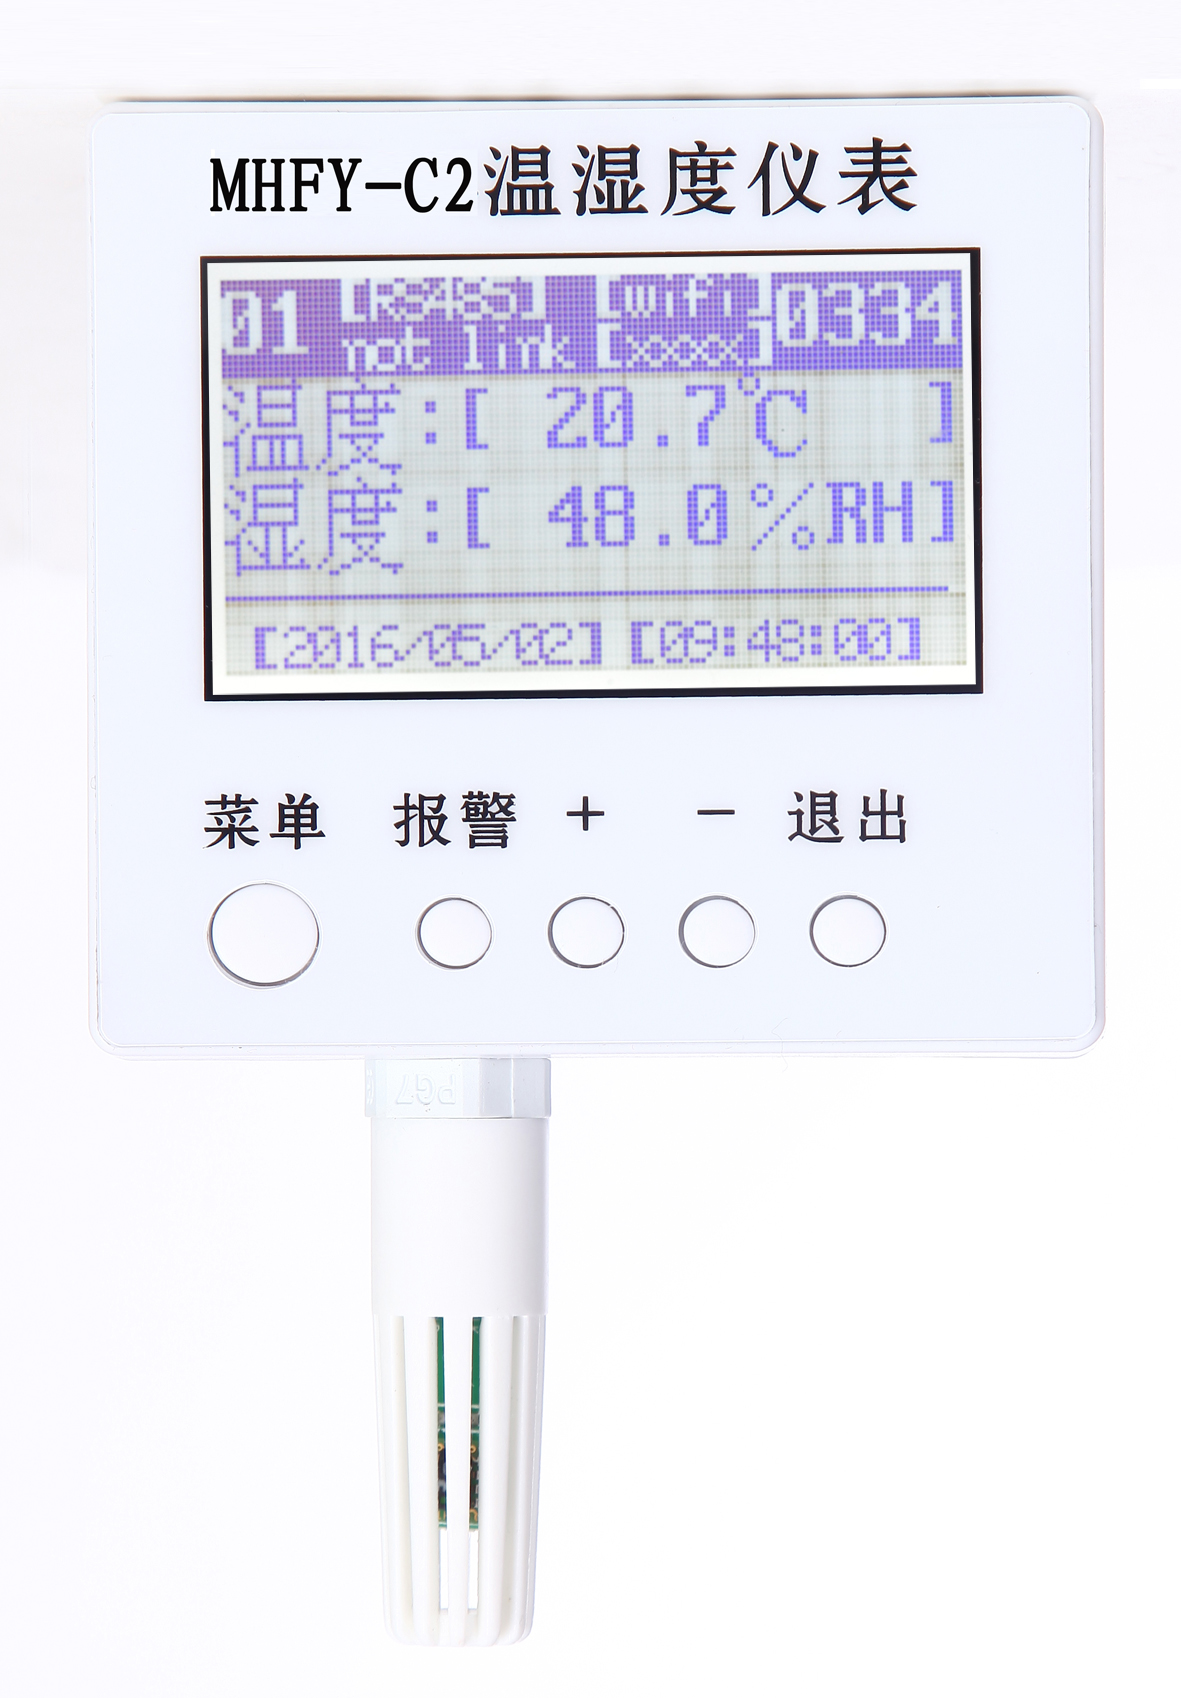 MHFY-C2温湿度仪表
01 [RS485] [Wifi] 0334
not link [xxxx]
温度:[ 20.7℃ ]
湿度:[ 48.0%RH]
[2016/05/02] [09:48:00]
菜单 报警 + - 退出
PG7